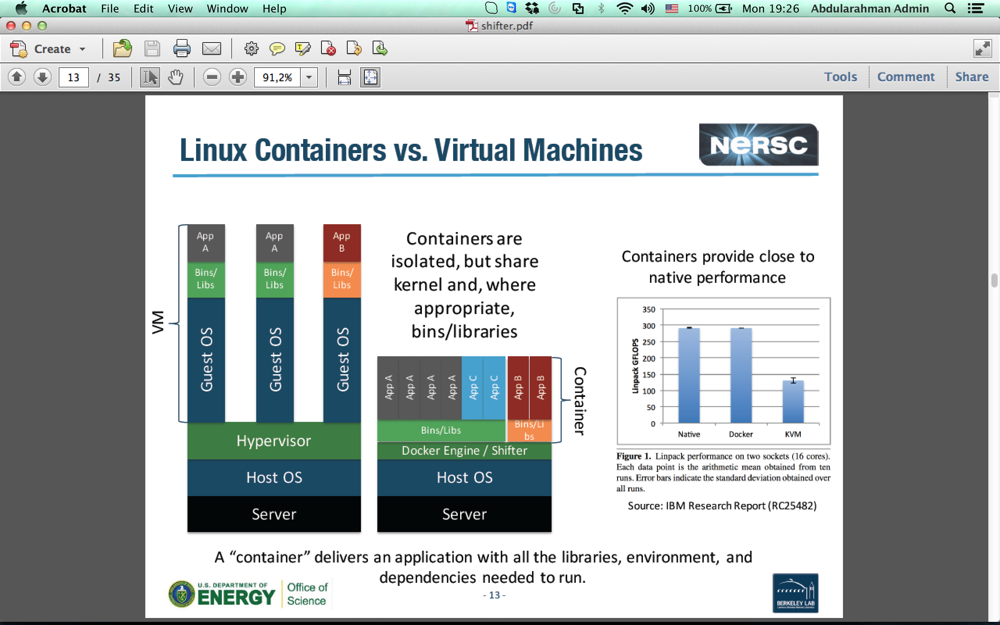 Acrobat File Edit View Window Help 100% Mon 19:26 Abdularahman Admin
shifter.pdf
Create
13 / 35 91,2% Tools Comment Share
Linux Containers vs. Virtual Machines
NERSC
VM
App
A
Bins/
Libs
Guest OS
App
A
Bins/
Libs
Guest OS
App
B
Bins/
Libs
Guest OS
Hypervisor
Host OS
Server
Containers are
isolated, but share
kernel and, where
appropriate,
bins/libraries
App A
App A
App A
App A
App C
App C
App B
App B
Bins/Libs
Bins/Li
bs
Container
Docker Engine / Shifter
Host OS
Server
Containers provide close to
native performance
Linpack GFLOPS
350
300
250
200
150
100
50
0
Native Docker KVM
Figure 1. Linpack performance on two sockets (16 cores).
Each data point is the arithmetic mean obtained from ten
runs. Error bars indicate the standard deviation obtained over
all runs.
Source: IBM Research Report (RC25482)
A “container” delivers an application with all the libraries, environment, and
dependencies needed to run.
U.S. DEPARTMENT OF
ENERGY
Office of
Science
- 13 -
BERKELEY LAB